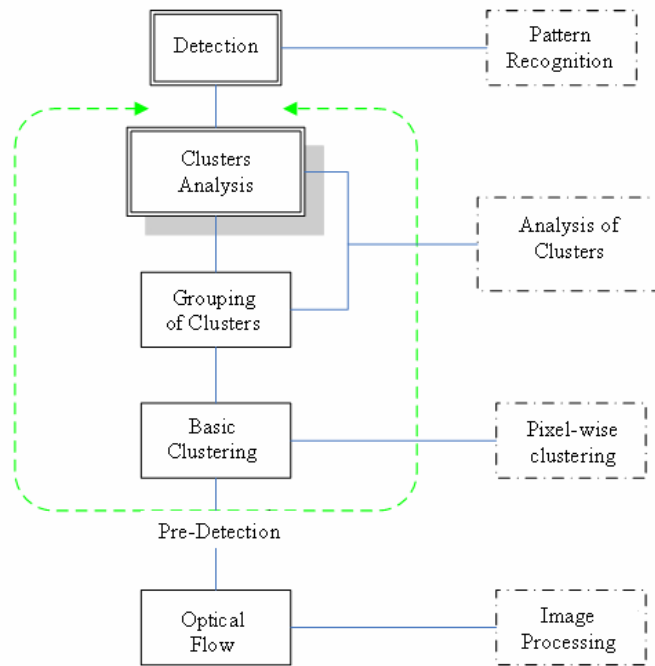 Detection
Pattern
Recognition
Clusters
Analysis
Analysis of
Clusters
Grouping
of Clusters
Basic
Clustering
Pixel-wise
clustering
Pre-Detection
Optical
Flow
Image
Processing